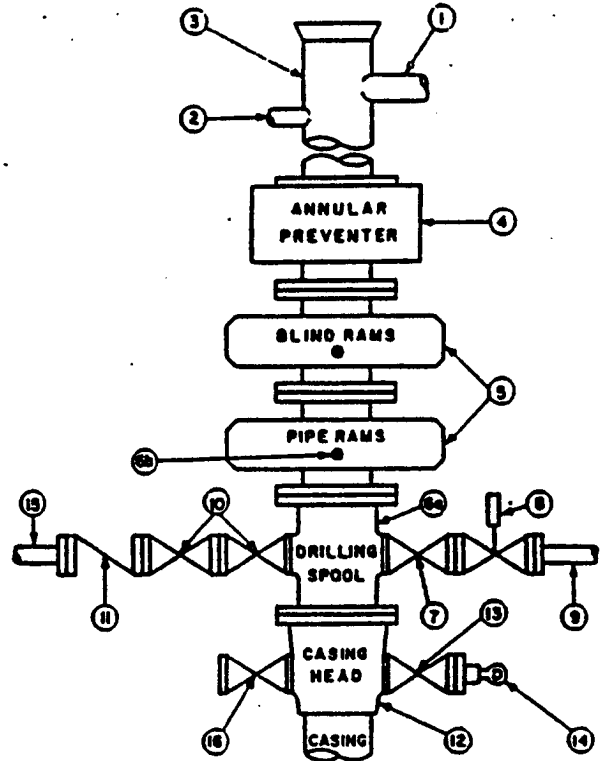 3
1
2
ANNULAR
PREVENTER
4
BLIND RAMS
5
PIPE RAMS
6b
15
10
6a
8
DRILLING
SPOOL
11
7
9
13
CASING
HEAD
16
12
14
CASING